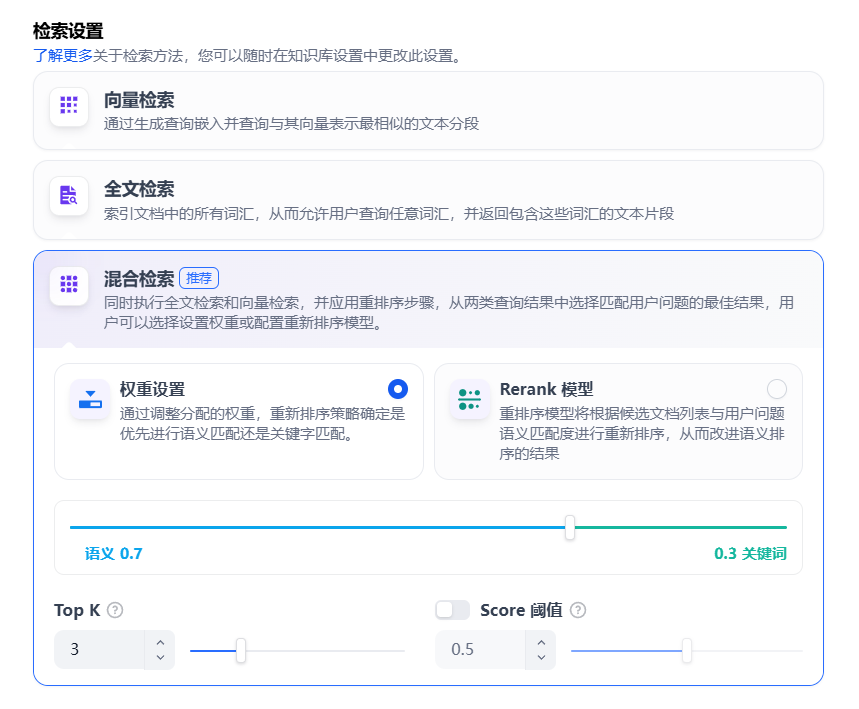 检索设置
了解更多关于检索方法，您可以随时在知识库设置中更改此设置。
向量检索
通过生成查询嵌入并查询与其向量表示最相似的文本分段
全文检索
索引文档中的所有词汇，从而允许用户查询任意词汇，并返回包含这些词汇的文本片段
混合检索 推荐
同时执行全文检索和向量检索，并应用重排序步骤，从两类查询结果中选择匹配用户问题的最佳结果，用
户可以选择设置权重或配置重新排序模型。
权重设置
通过调整分配的权重，重新排序策略确定是
优先进行语义匹配还是关键字匹配。
Rerank 模型
重排序模型将根据候选文档列表与用户问题
语义匹配度进行重新排序，从而改进语义排
序的结果
语义 0.7
0.3 关键词
Top K ?
3
Score 阈值 ?
0.5